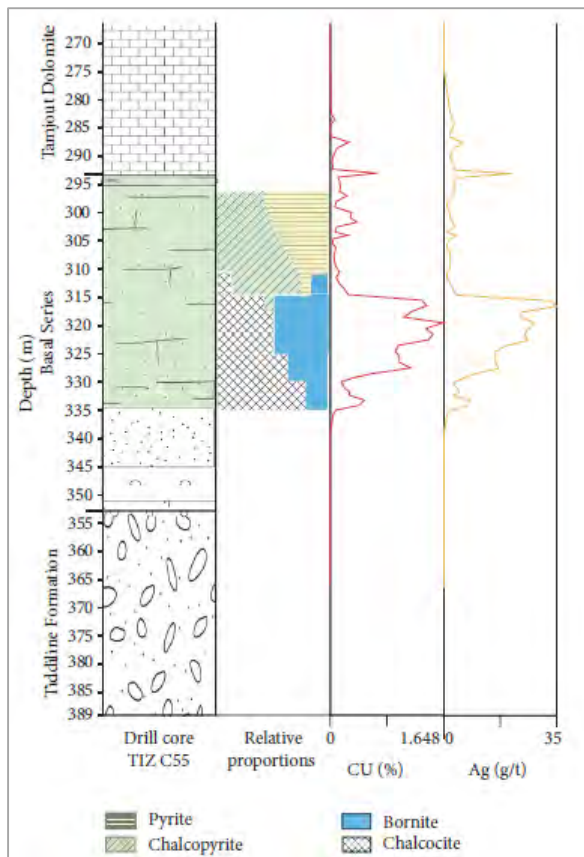 Depth (m)
Tamjout Dolomite
Basal Series
Tiddiline Formation
270
275
280
285
290
295
300
305
310
315
320
325
330
335
340
345
350
355
360
365
370
375
380
385
389
Drill core
TIZ C55
Relative
proportions
0 1.648
CU (%)
0 35
Ag (g/t)
Pyrite
Chalcopyrite
Bornite
Chalcocite